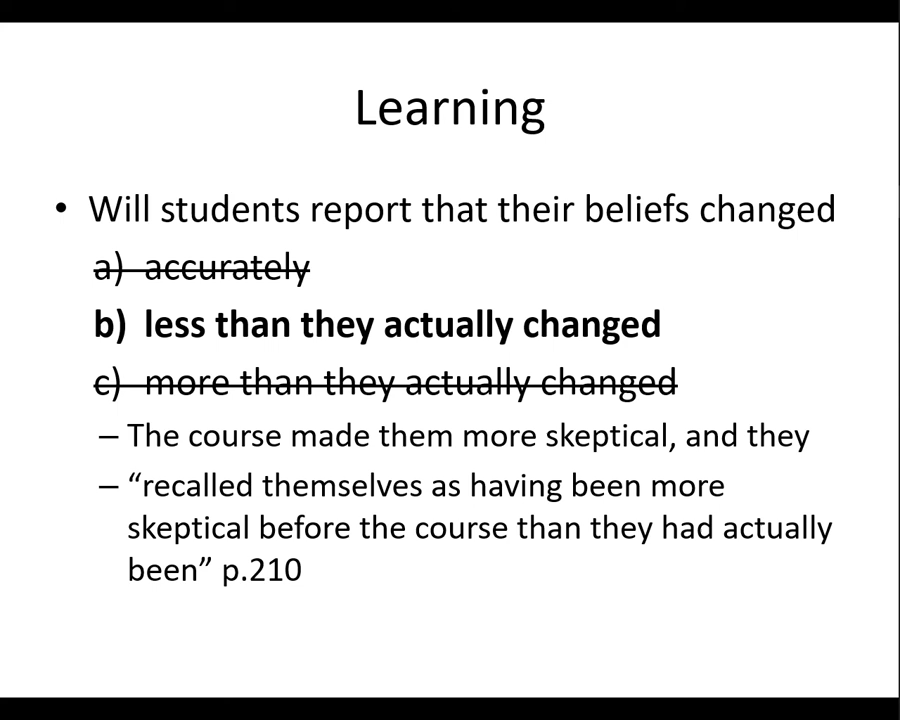 Learning
• Will students report that their beliefs changed
a) accurately
b) less than they actually changed
c) more than they actually changed
– The course made them more skeptical, and they
– “recalled themselves as having been more
skeptical before the course than they had actually
been” p.210